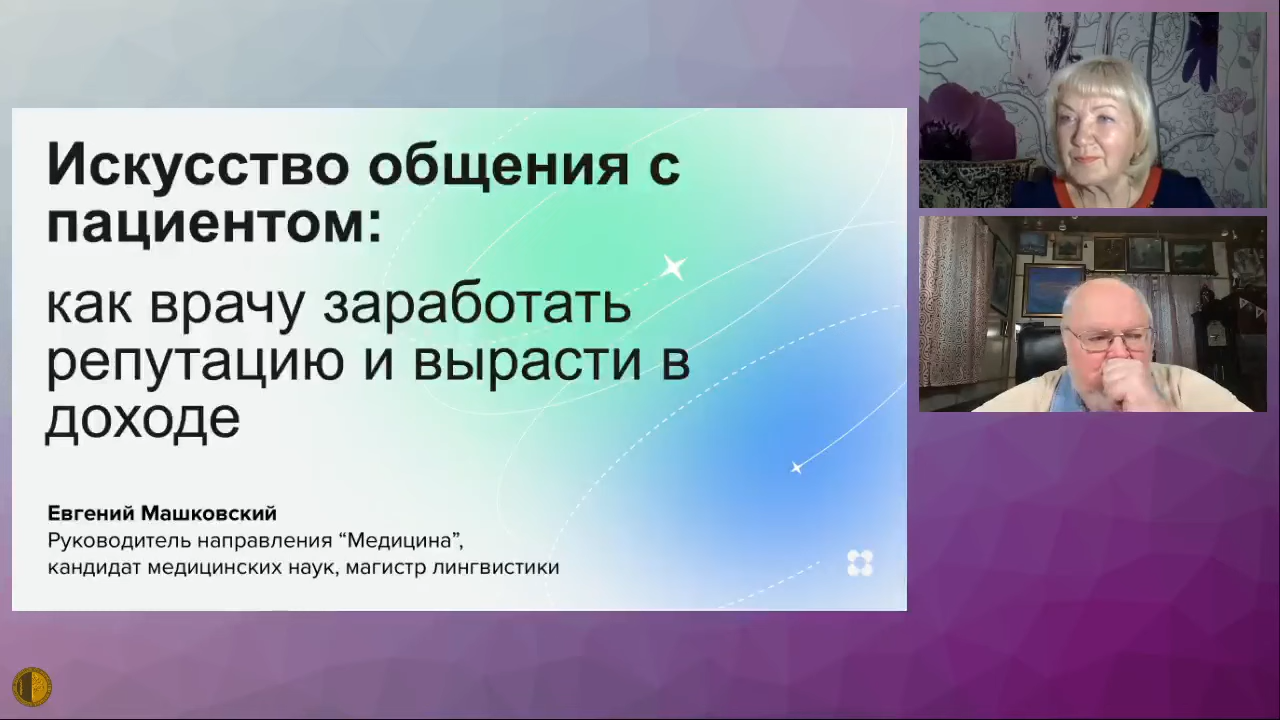 Искусство общения с
пациентом:
как врачу заработать
репутацию и вырасти в
доходе
Евгений Машковский
Руководитель направления “Медицина”,
кандидат медицинских наук, магистр лингвистики